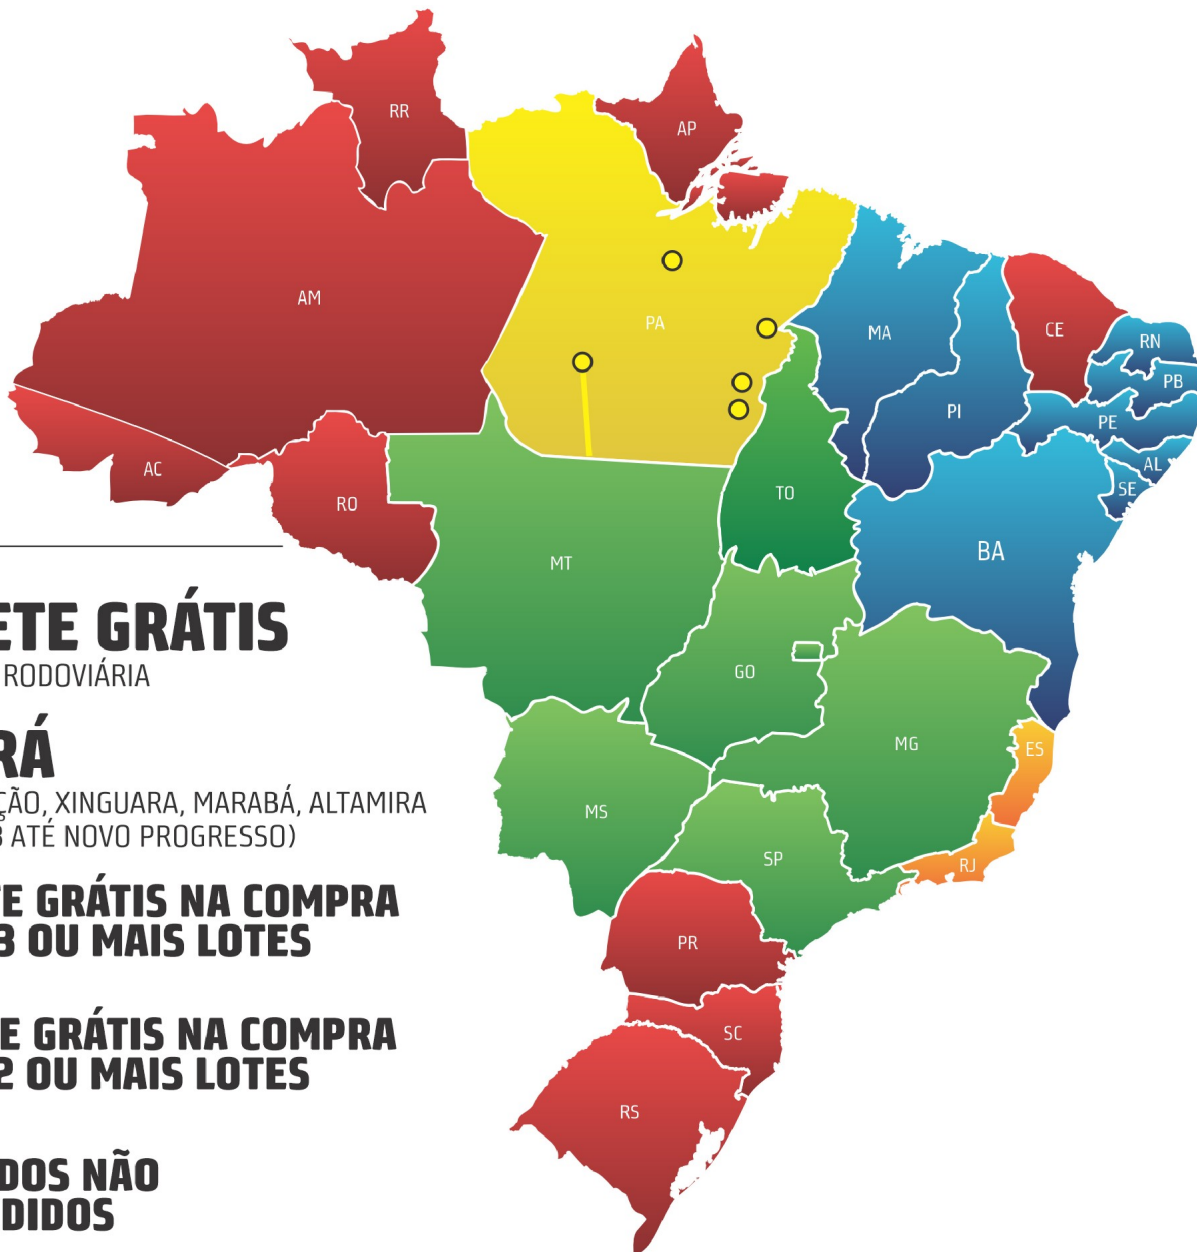 RR
AP
AM
PA
MA
CE
RN
PB
PI
PE
AL
SE
AC
RO
TO
BA
MT
GO
MG
ES
MS
SP
RJ
PR
SC
RS
ETE GRÁTIS
RODOVIÁRIA
RÁ
ÇÃO, XINGUARA, MARABÁ, ALTAMIRA
ATÉ NOVO PROGRESSO)
E GRÁTIS NA COMPRA
3 OU MAIS LOTES
E GRÁTIS NA COMPRA
2 OU MAIS LOTES
DOS NÃO
DIDOS